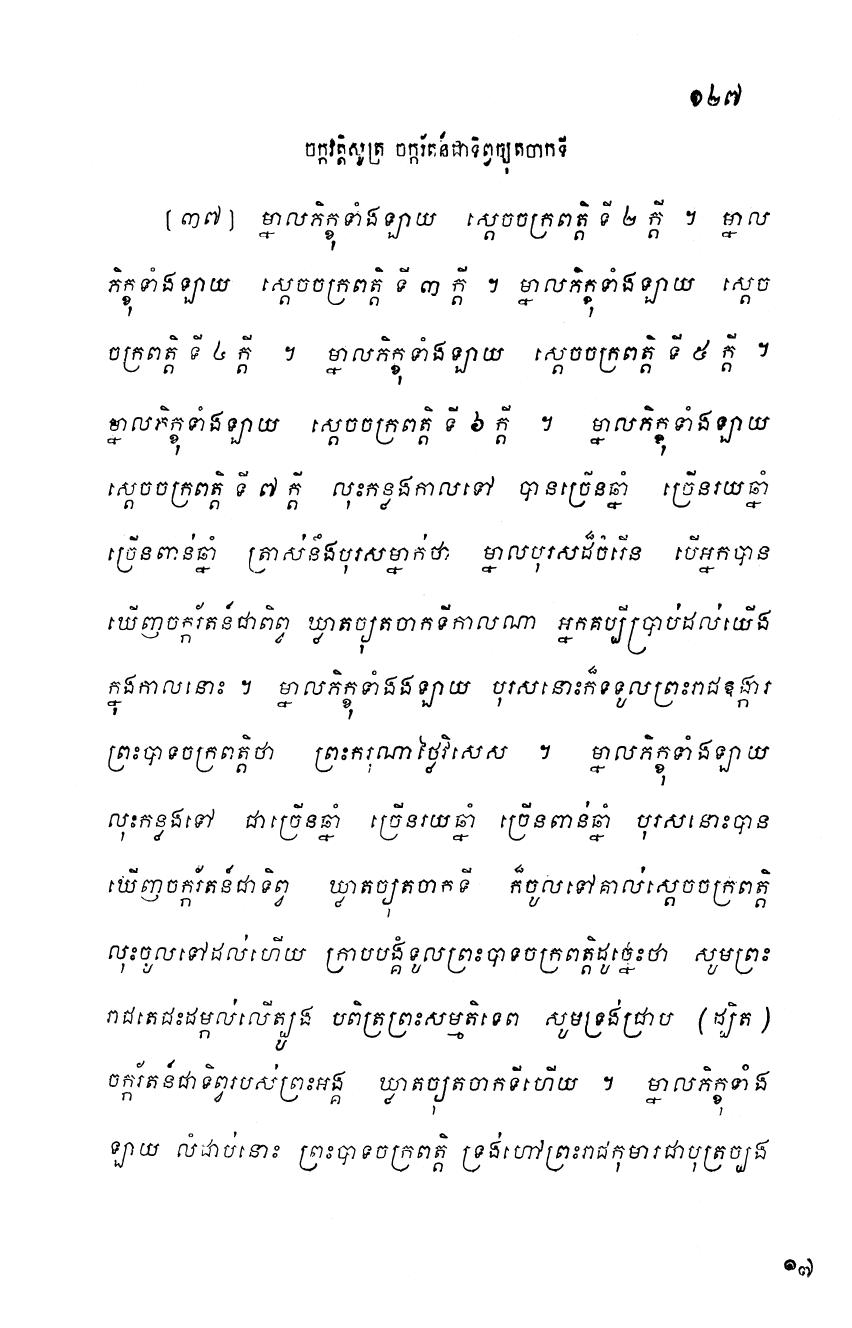 ១២៧
ចក្កវត្តិសូត្រ ចក្ករ័តន៍ជាទិព្វច្យុតចាកទី
[៣៧] ម្នាលភិក្ខុទាំងឡាយ ស្តេចចក្រពត្តិ ទី ២ ក្តី ។ ម្នាល
ភិក្ខុទាំងឡាយ ស្តេចចក្រពត្តិ ទី ៣ ក្តី ។ ម្នាលភិក្ខុទាំងឡាយ ស្តេច
ចក្រពត្តិ ទី ៤ ក្តី ។ ម្នាលភិក្ខុទាំងឡាយ ស្តេចចក្រពត្តិ ទី ៥ ក្តី ។
ម្នាលភិក្ខុទាំងឡាយ ស្តេចចក្រពត្តិ ទី ៦ ក្តី ។ ម្នាលភិក្ខុទាំងឡាយ
ស្តេចចក្រពត្តិ ទី ៧ ក្តី លុះកន្លងកាលទៅ បានច្រើនឆ្នាំ ច្រើនរយឆ្នាំ
ច្រើនពាន់ឆ្នាំ ត្រាស់នឹងបុរសម្នាក់ថា ម្នាលបុរសដ៏ចំរើន បើអ្នកបាន
ឃើញចក្ករ័តន៍ជាពិព្វ ឃ្លាតច្យុតចាកទីកាលណា អ្នកគប្បីប្រាប់ដល់យើង
ក្នុងកាលនោះ ។ ម្នាលភិក្ខុទាំងងឡាយ បុរសនោះក៏ទទួលព្រះរាជឧង្ការ
ព្រះបាទចក្រពត្តិថា ព្រះករុណាថ្លៃវិសេស ។ ម្នាលភិក្ខុទាំងឡាយ
លុះកន្លងទៅ ជាច្រើនឆ្នាំ ច្រើនរយឆ្នាំ ច្រើនពាន់ឆ្នាំ បុរសនោះបាន
ឃើញចក្ករ័តន៍ជាទិព្វ ឃ្លាតច្យុតចាកទី ក៏ចូលទៅគាល់ស្តេចចក្រពត្តិ
លុះចូលទៅដល់ហើយ ក្រាបបង្គំទូលព្រះបាទចក្រពត្តិដូច្នេះថា សូមព្រះ
រាជតេជះដម្កល់លើត្បូង បពិត្រព្រះសម្មតិទេព សូមទ្រង់ជ្រាប (ដ្បិត)
ចក្ករ័តន៍ជាទិព្វរបស់ព្រះអង្គ ឃ្លាតច្យុតចាកទីហើយ ។ ម្នាលភិក្ខុទាំង
ឡាយ លំដាប់នោះ ព្រះបាទចក្រពត្តិ ទ្រង់ហៅព្រះរាជកុមារជាបុត្រច្បង
១៧